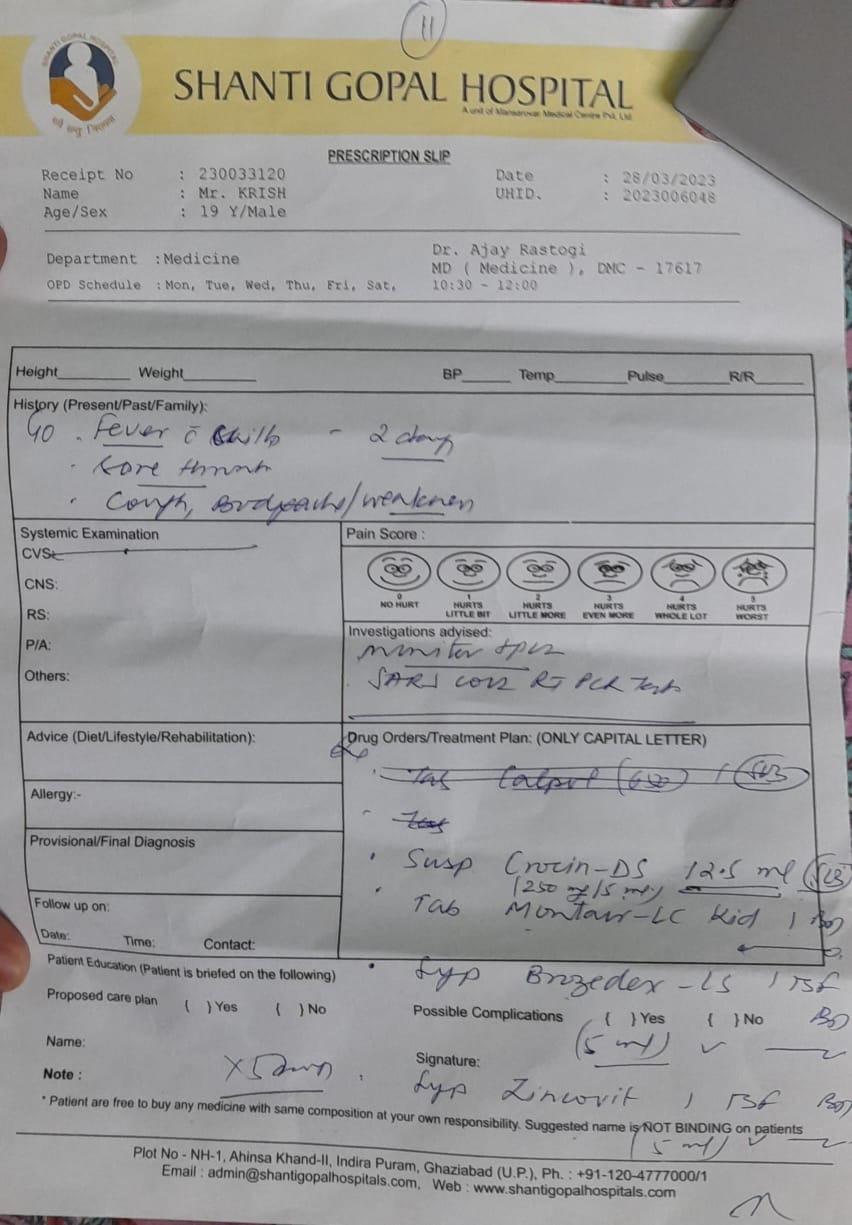 11
SHANTI GOPAL HOSPITAL
SHANTI GOPAL HOSPITAL
A unit of Mansarovar Medical Centre Pvt. Ltd.
PRESCRIPTION SLIP
Receipt No : 230033120 Date : 28/03/2023
Name : Mr. KRISH UHID. : 2023006048
Age/Sex : 19 Y/Male
Department :Medicine Dr. Ajay Rastogi
MD ( Medicine ), DMC - 17617
OPD Schedule :Mon, Tue, Wed, Thu, Fri, Sat, 10:30 - 12:00
Height Weight BP Temp Pulse R/R
History (Present/Past/Family):
Fever c̄ chills - 2 days
Sore throat
Cough, bodyache/weakness
Systemic Examination Pain Score :
CVS:
CNS:
0 1 2 3 4 5
NO HURT HURTS LITTLE BIT HURTS LITTLE MORE HURTS EVEN MORE HURTS WHOLE LOT HURTS WORST
RS:
Investigations advised:
P/A: Monitor SpO2
Others: SARS COV2 RT PCR Test
Advice (Diet/Lifestyle/Rehabilitation): Drug Orders/Treatment Plan: (ONLY CAPITAL LETTER)
Tab Calpol (650) 1
Allergy:-
Tab
Provisional/Final Diagnosis
Susp Crocin-DS 12.5 ml
(250 mg/5 ml)
Follow up on: Tab Montair-LC Kid 1 BD
Date: Time: Contact:
Patient Education (Patient is briefed on the following) Syp Brozedex-LS 1 TSF BD
Proposed care plan ( ) Yes ( ) No Possible Complications ( ) Yes ( ) No
(5 ml)
Name: Signature:
Note : x5 days Syp Zincovit 1 TSF BD
* Patient are free to buy any medicine with same composition at your own responsibility. Suggested name is NOT BINDING on patients
(5 ml)
Plot No - NH-1, Ahinsa Khand-II, Indira Puram, Ghaziabad (U.P.), Ph. : +91-120-4777000/1
Email : admin@shantigopalhospitals.com, Web : www.shantigopalhospitals.com